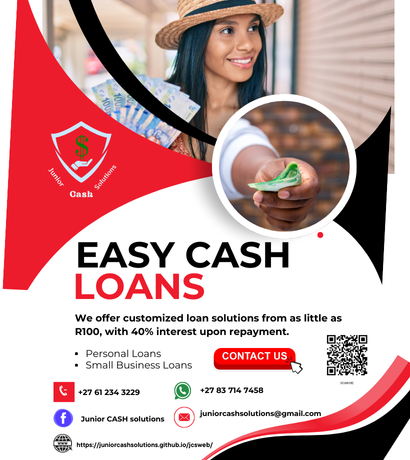 $
Junior Solutions
Cash
EASY CASH
LOANS
We offer customized loan solutions from as little as
R100, with 40% interest upon repayment.
• Personal Loans
• Small Business Loans
CONTACT US
+27 61 234 3229
+27 83 714 7458
Junior CASH solutions
juniorcashsolutions@gmail.com
https://juniorcashsolutions.github.io/jcsweb/